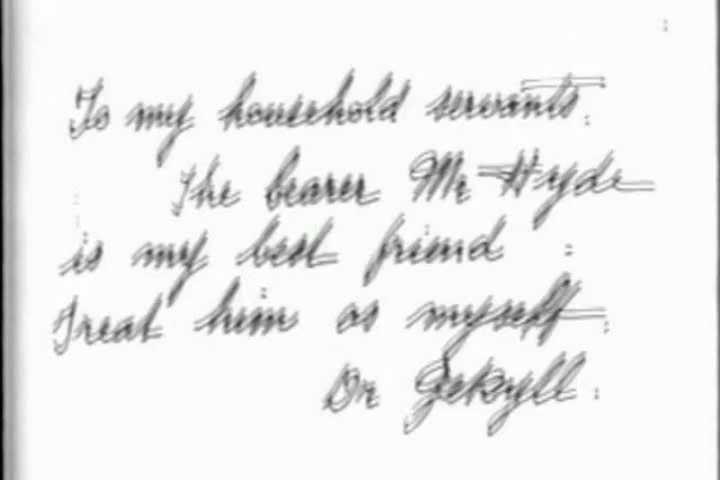 To my household servants.
The bearer Mr Hyde
is my best friend
Treat him as myself.
Dr Jekyll.